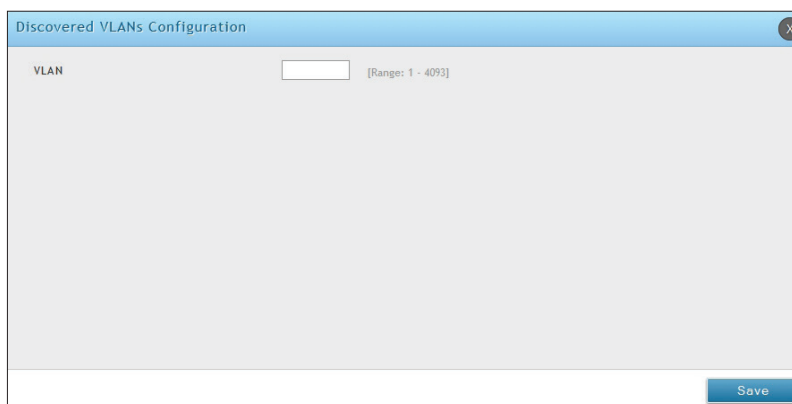 Discovered VLANs Configuration
X
VLAN [Range: 1 - 4093]
Save